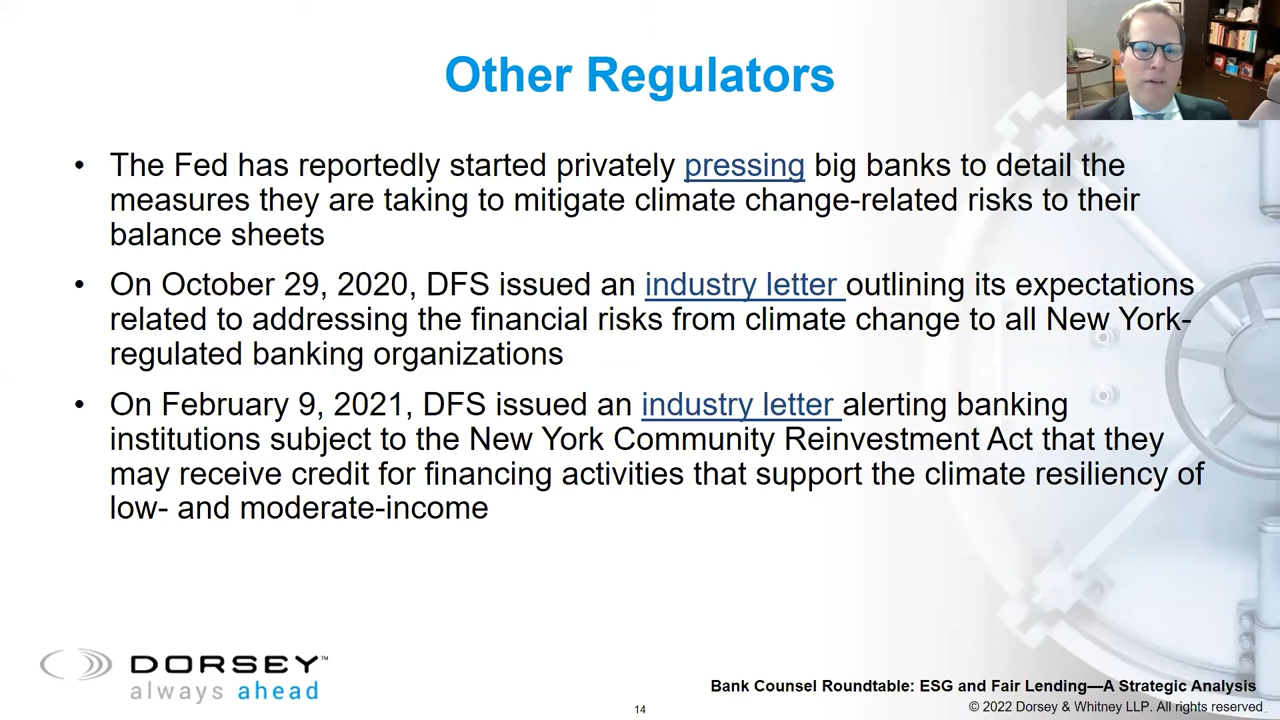 Other Regulators
• The Fed has reportedly started privately pressing big banks to detail the
measures they are taking to mitigate climate change-related risks to their
balance sheets
• On October 29, 2020, DFS issued an industry letter outlining its expectations
related to addressing the financial risks from climate change to all New York-
regulated banking organizations
• On February 9, 2021, DFS issued an industry letter alerting banking
institutions subject to the New York Community Reinvestment Act that they
may receive credit for financing activities that support the climate resiliency of
low- and moderate-income
DORSEY™
always ahead
14
Bank Counsel Roundtable: ESG and Fair Lending—A Strategic Analysis
© 2022 Dorsey & Whitney LLP. All rights reserved.